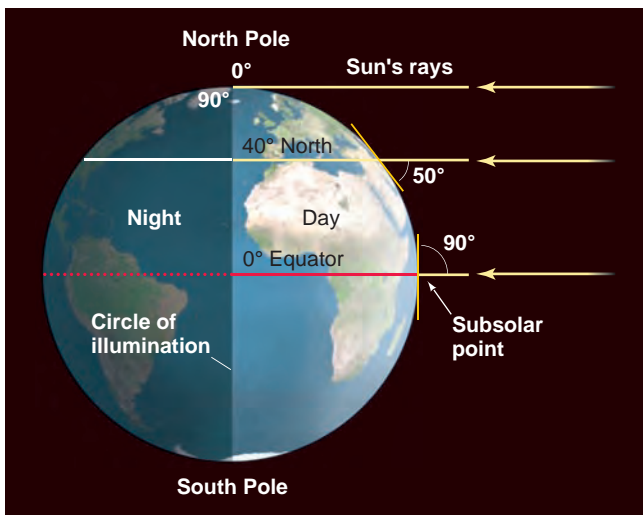 North Pole
0°
Sun's rays
90°
40° North
50°
Night
Day
90°
0° Equator
Circle of
illumination
Subsolar
point
South Pole